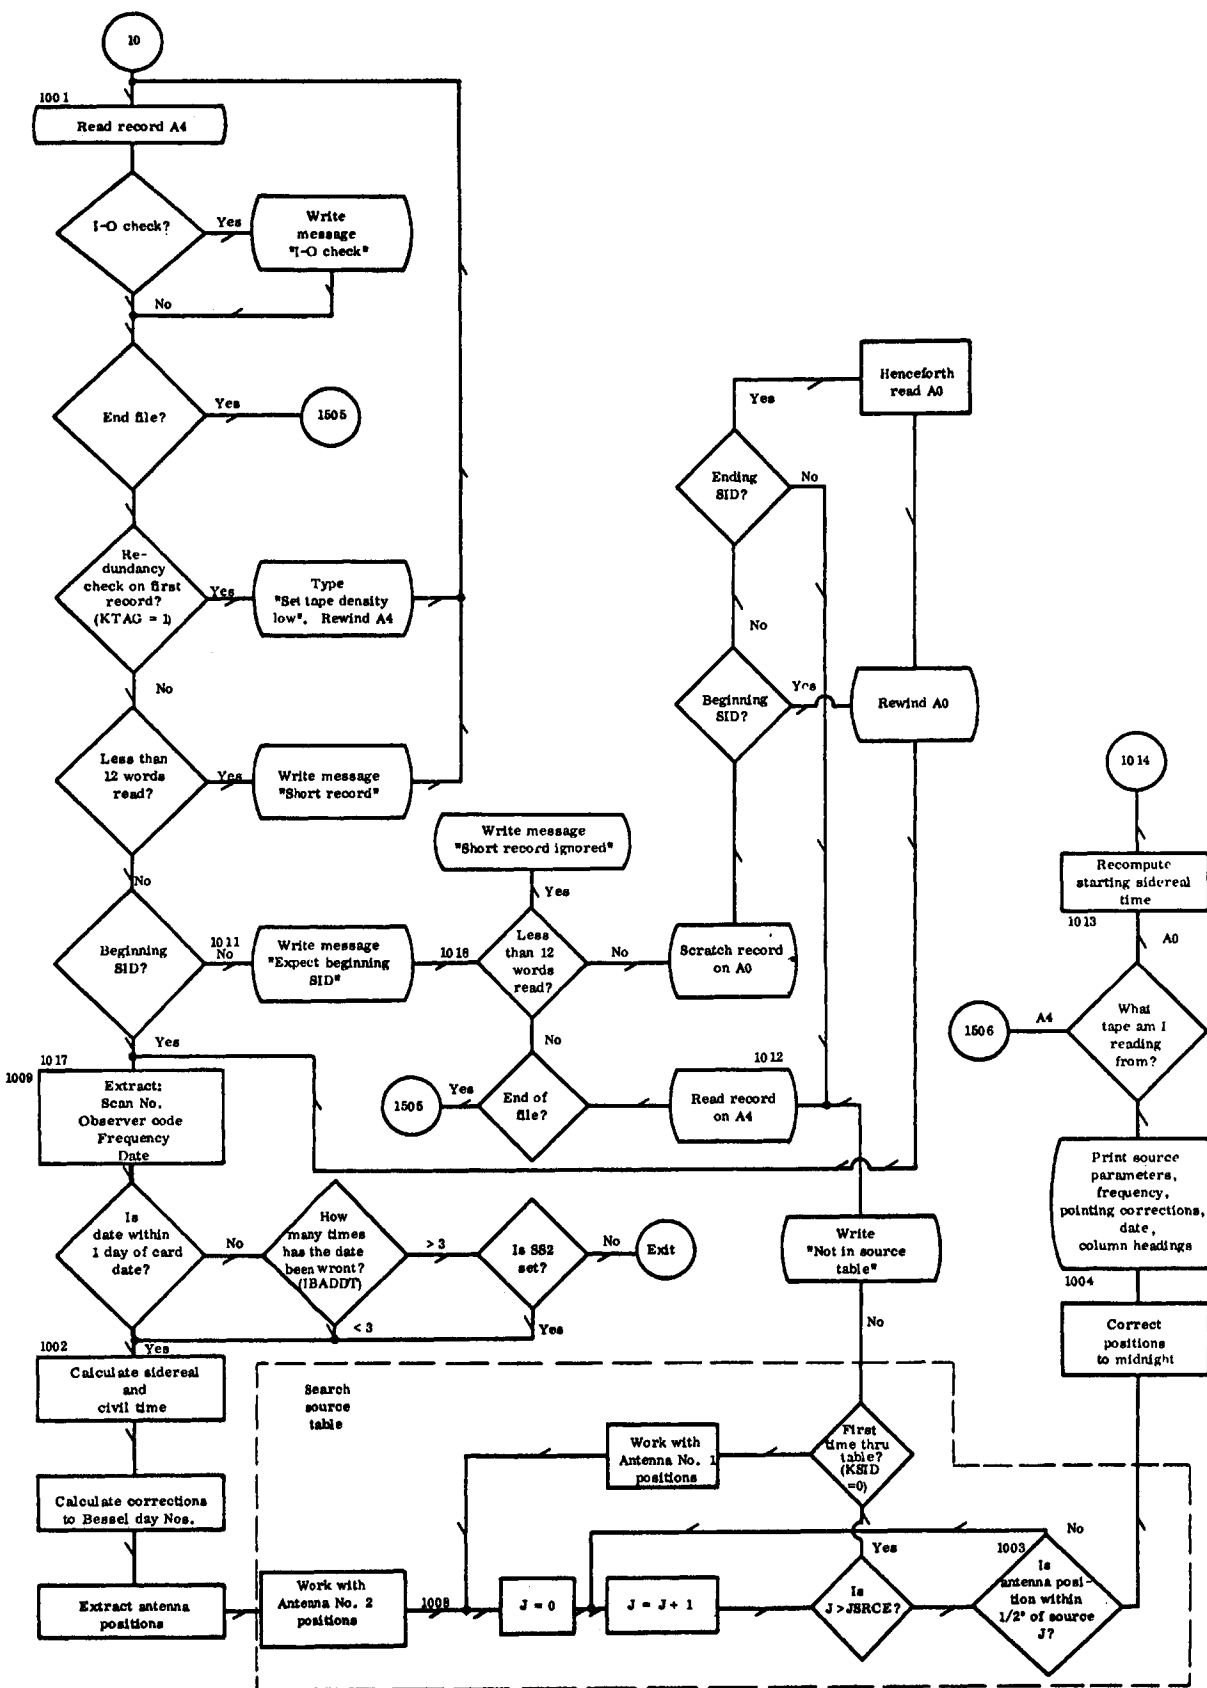 10
1001
Read record A4
I-O check?
Yes
Write
message
"I-O check"
No
End file?
Yes
1505
Re-
dundancy
check on first
record?
(KTAG = 1)
Yes
Type
"Set tape density
low". Rewind A4
No
Less than
12 words
read?
Yes
Write message
"Short record"
No
Beginning
SID?
1011
No
Write message
"Expect beginning
SID"
1018
Less
than 12
words
read?
Yes
Write message
"Short record ignored"
No
Scratch record
on A0
Beginning
SID?
Yes
Rewind A0
No
Ending
SID?
No
Yes
Henceforth
read A0
No
End of
file?
Yes
1505
1012
Read record
on A4
Yes
1009
1017
Extract:
Scan No.
Observer code
Frequency
Date
Is
date within
1 day of card
date?
No
How
many times
has the date
been wront?
(IBADDT)
> 3
Is SS2
set?
No
Exit
Yes
< 3
Yes
1002
Calculate sidereal
and
civil time
Calculate corrections
to Bessel day Nos.
Extract antenna
positions
Search
source
table
Work with
Antenna No. 2
positions
1008
J = 0
J = J + 1
Is
J>JSRCE?
Yes
First
time thru
table?
(KSID
=0)
Work with
Antenna No. 1
positions
No
Write
"Not in source
table"
1003
Is
antenna posi-
tion within
1/2° of source
J?
No
Correct
positions
to midnight
1004
Print source
parameters,
frequency,
pointing corrections,
date,
column headings
What
tape am I
reading
from?
A4
1506
A0
1013
Recompute
starting sidereal
time
1014